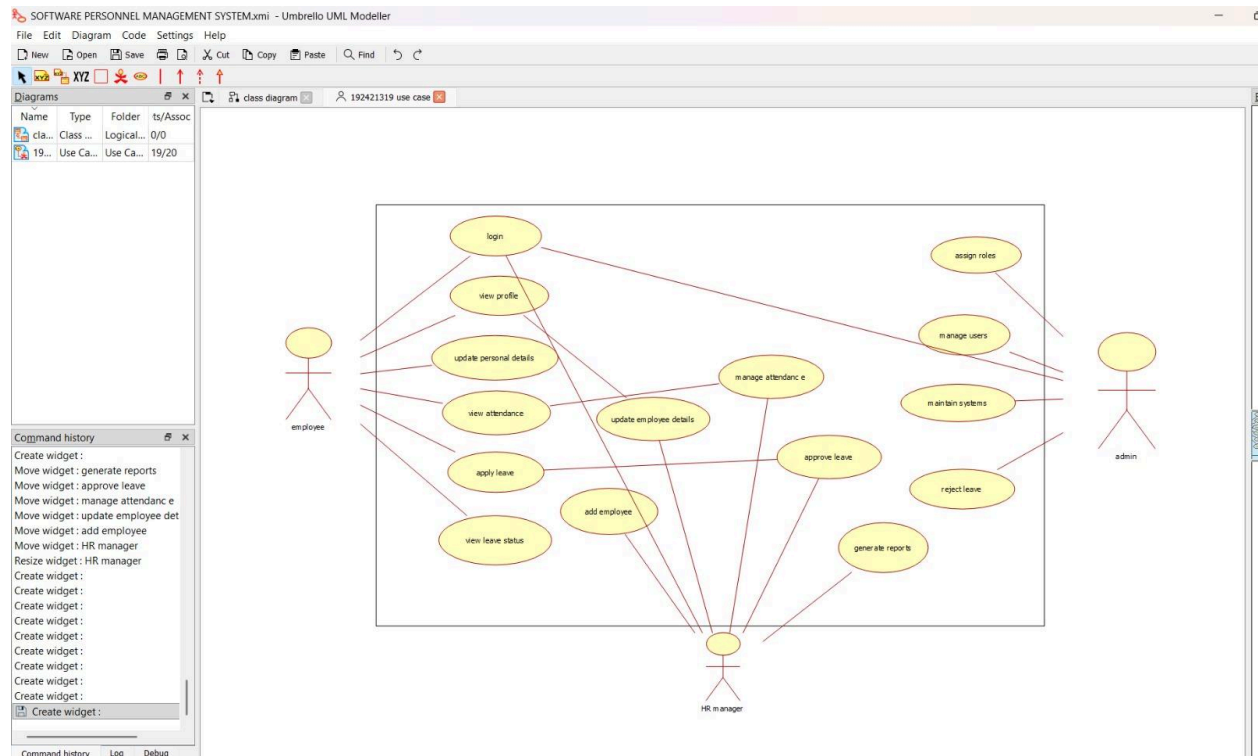 SOFTWARE PERSONNEL MANAGEMENT SYSTEM.xmi - Umbrello UML Modeller
File Edit Diagram Code Settings Help
New Open Save Cut Copy Paste Find
XYZ XYZ
Diagrams
class diagram 192421319 use case
Name Type Folder ts/Assoc
cla... Class ... Logical... 0/0
19... Use Ca... Use Ca... 19/20
login
assign roles
view profile
manage users
update personal details
manage attendanc e
maintain systems
view attendance
update employee details
employee
admin
approve leave
apply leave
reject leave
add employee
view leave status
generate reports
HR manager
Command history
Create widget :
Move widget : generate reports
Move widget : approve leave
Move widget : manage attendanc e
Move widget : update employee det
Move widget : add employee
Move widget : HR manager
Resize widget : HR manager
Create widget :
Create widget :
Create widget :
Create widget :
Create widget :
Create widget :
Create widget :
Create widget :
Create widget :
Create widget :
Command history Log Debug